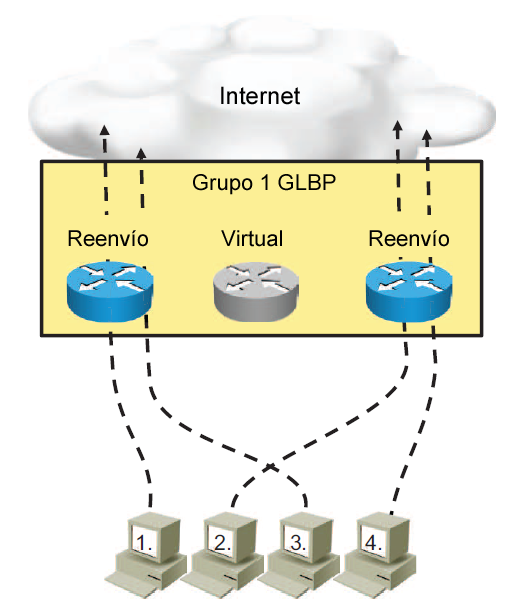 Internet
Grupo 1 GLBP
Reenvío Virtual Reenvío
1. 2. 3. 4.